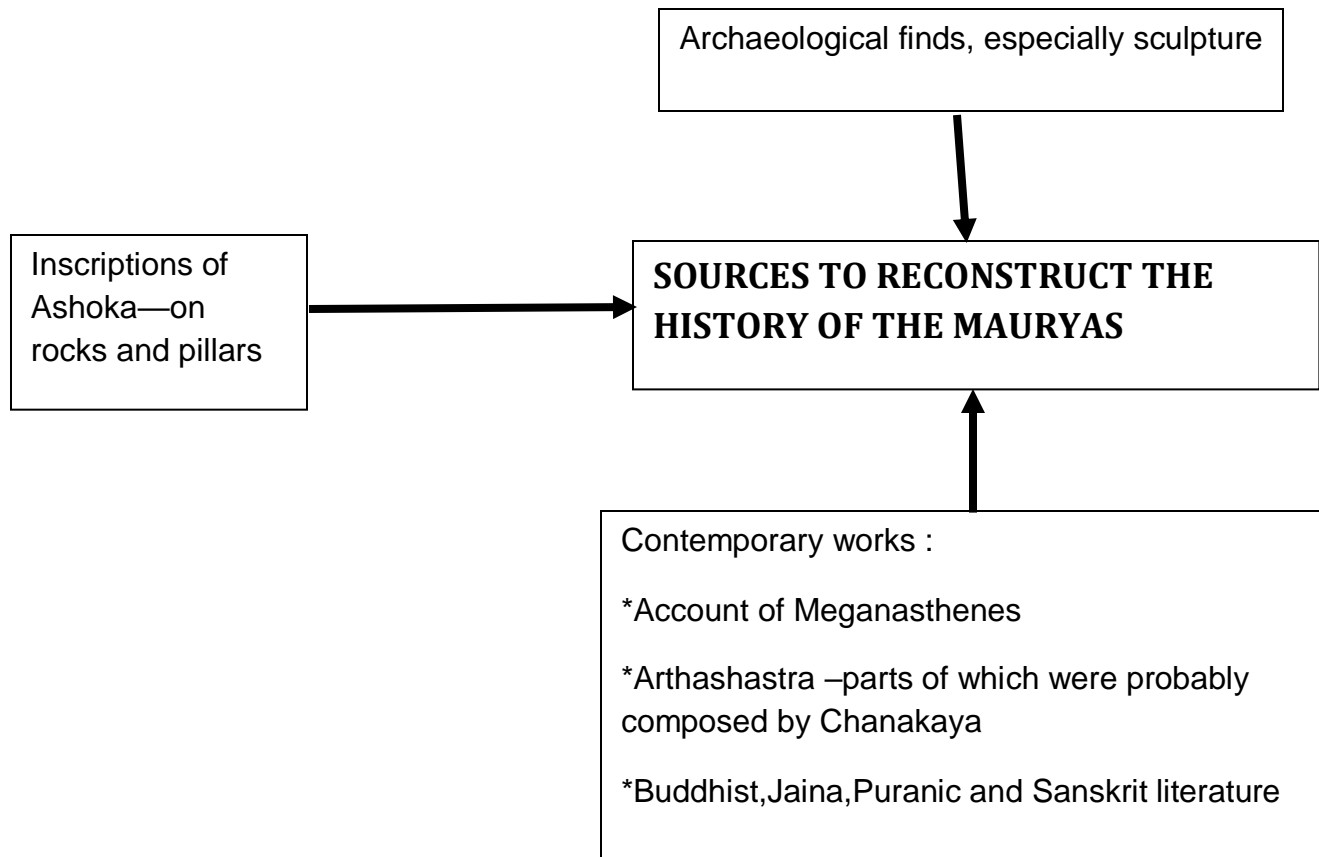 Archaeological finds, especially sculpture
Inscriptions of
Ashoka—on
rocks and pillars
SOURCES TO RECONSTRUCT THE
HISTORY OF THE MAURYAS
Contemporary works :
*Account of Meganasthenes
*Arthashastra –parts of which were probably
composed by Chanakaya
*Buddhist,Jaina,Puranic and Sanskrit literature